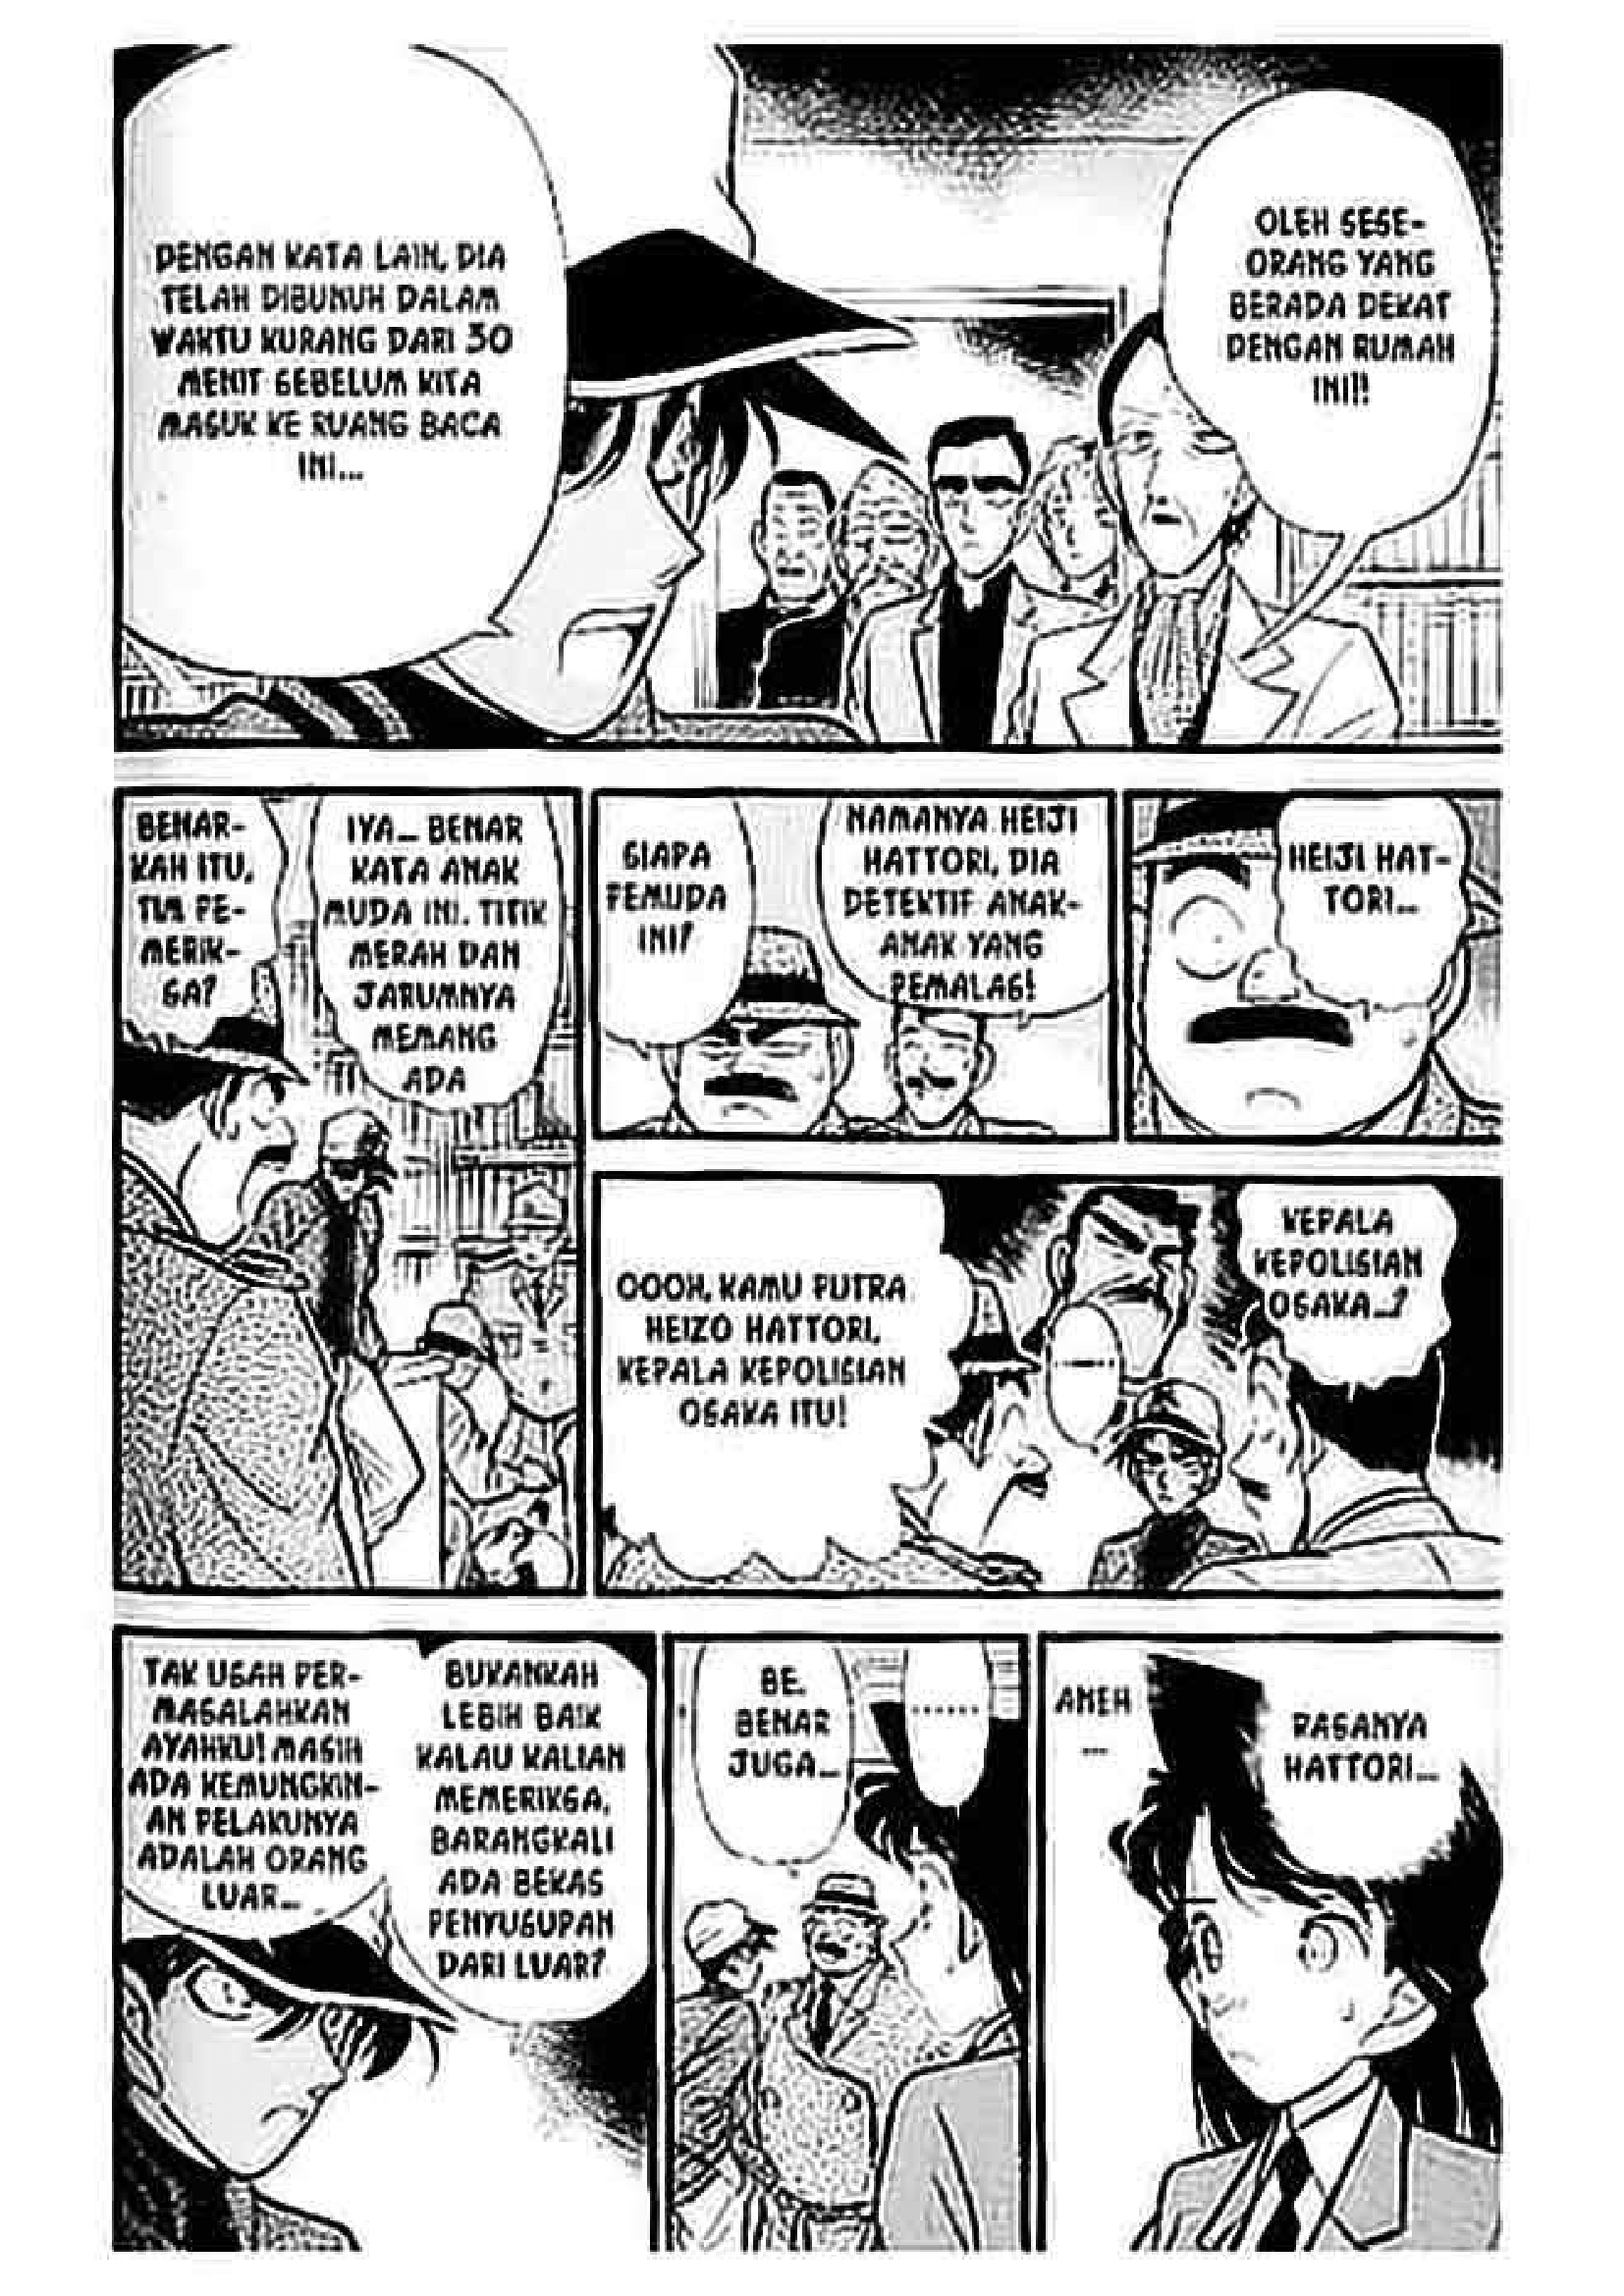 DENGAN KATA LAIN, DIA
TELAH DIBUNUH DALAM
WAKTU KURANG DARI 30
MENIT SEBELUM KITA
MASUK KE RUANG BACA
INI...
OLEH SESE-
ORANG YANG
BERADA DEKAT
DENGAN RUMAH
INI!!
BENAR-
KAH ITU,
TIM PE-
MERIK-
SA?
IYA... BENAR
KATA ANAK
MUDA INI. TITIK
MERAH DAN
JARUMNYA
MEMANG
ADA
SIAPA
PEMUDA
INI?
NAMANYA HEIJI
HATTORI, DIA
DETEKTIF ANAK-
ANAK YANG
PEMALAS!
HEIJI HAT-
TORI...
OOOH, KAMU PUTRA
HEIZO HATTORI,
KEPALA KEPOLISIAN
OSAKA ITU!
......
KEPALA
KEPOLISIAN
OSAKA...?
TAK USAH PER-
MASALAHKAN
AYAHKU! MASIH
ADA KEMUNGKIN-
AN PELAKUNYA
ADALAH ORANG
LUAR...
BUKANKAH
LEBIH BAIK
KALAU KALIAN
MEMERIKSA,
BARANGKALI
ADA BEKAS
PENYUSUPAN
DARI LUAR?
BE.
BENAR
JUGA...
........
ANEH
...
RASANYA
HATTORI...